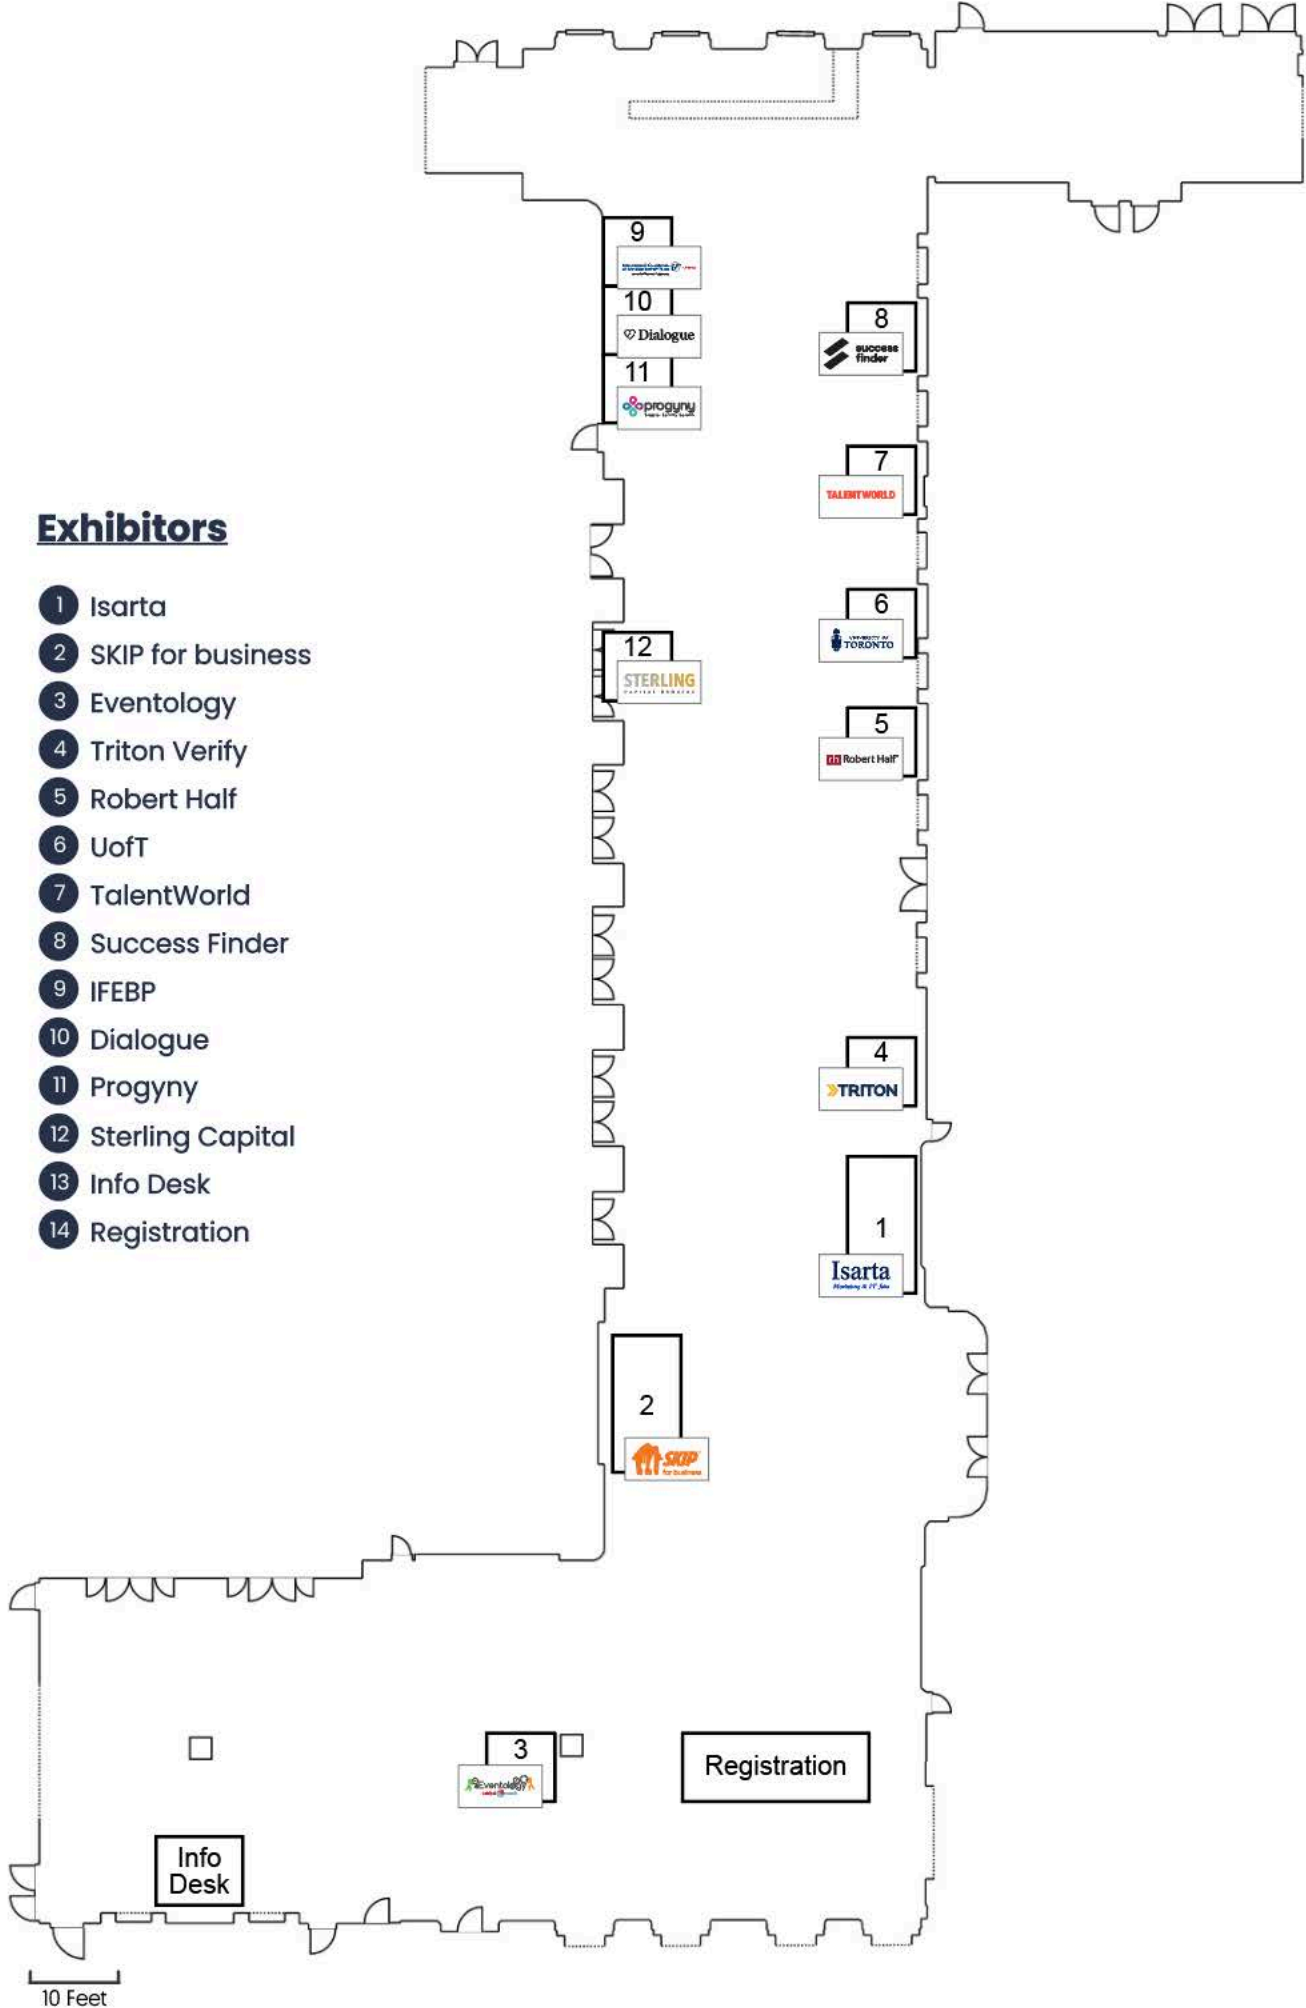 9
10
Dialogue
11
progyny
8
success
finder
7
TALENTWORLD
Exhibitors
1 Isarta
2 SKIP for business
3 Eventology
4 Triton Verify
5 Robert Half
6 UofT
7 TalentWorld
8 Success Finder
9 IFEBP
10 Dialogue
11 Progyny
12 Sterling Capital
13 Info Desk
14 Registration
6
UNIVERSITY OF
TORONTO
12
STERLING
5
rh Robert Half
4
TRITON
1
Isarta
2
SKIP
for business
3
Eventology
Registration
Info
Desk
10 Feet